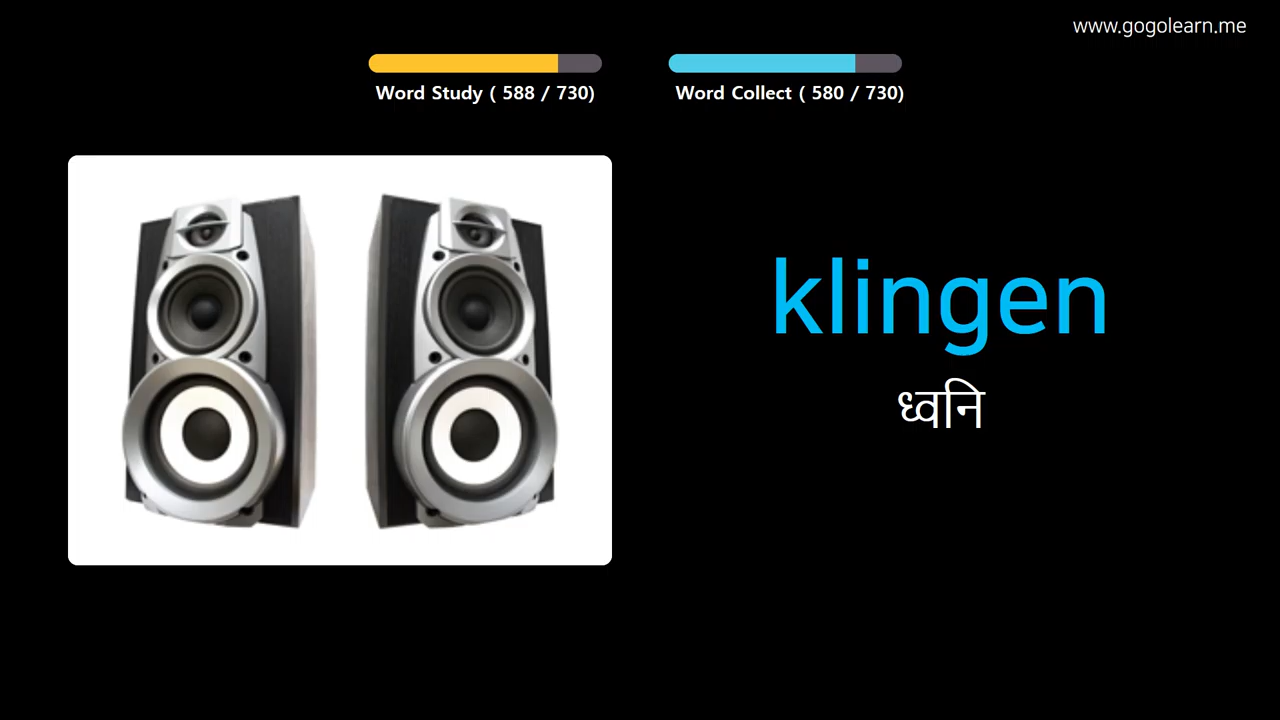 www.gogolearn.me
Word Study ( 588 / 730)
Word Collect ( 580 / 730)
klingen
ध्वनि